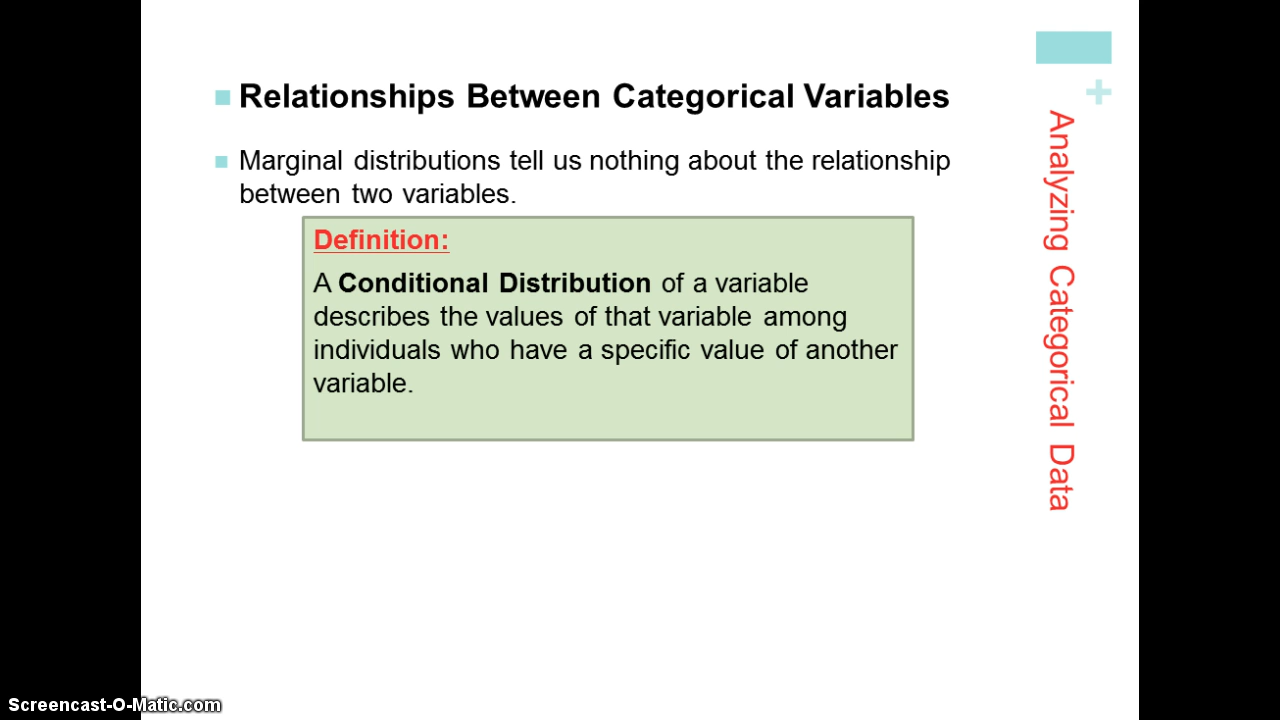 Relationships Between Categorical Variables
Marginal distributions tell us nothing about the relationship
between two variables.
Definition:
A Conditional Distribution of a variable
describes the values of that variable among
individuals who have a specific value of another
variable.
+
Analyzing Categorical Data
Screencast-O-Matic.com